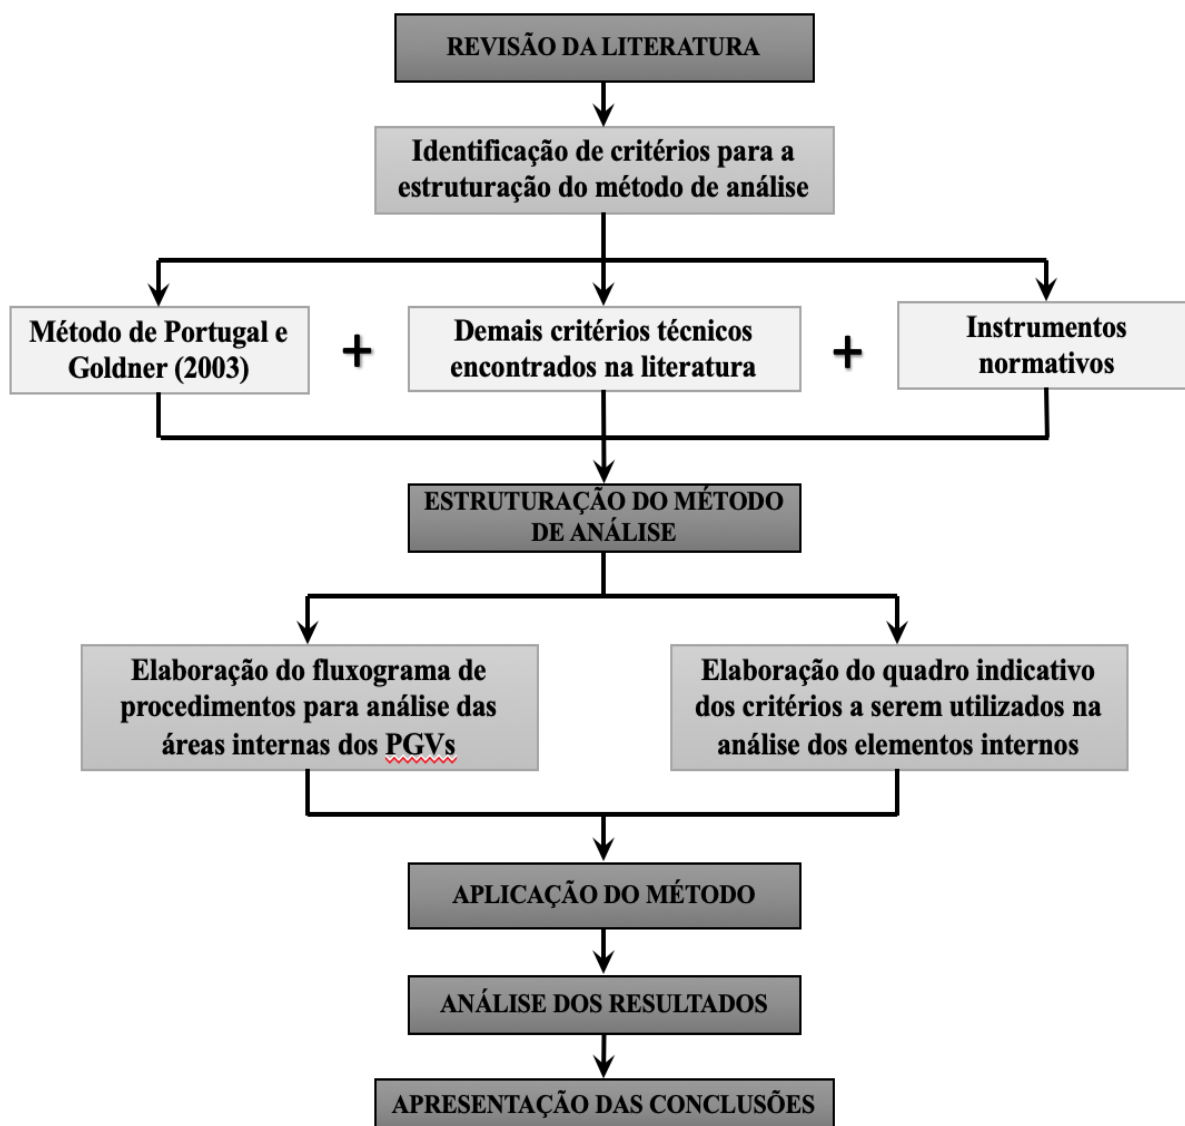 REVISÃO DA LITERATURA
Identificação de critérios para a
estruturação do método de análise
Método de Portugal e
Goldner (2003)
+
Demais critérios técnicos
encontrados na literatura
+
Instrumentos
normativos
ESTRUTURAÇÃO DO MÉTODO
DE ANÁLISE
Elaboração do fluxograma de
procedimentos para análise das
áreas internas dos PGVs
Elaboração do quadro indicativo
dos critérios a serem utilizados na
análise dos elementos internos
APLICAÇÃO DO MÉTODO
ANÁLISE DOS RESULTADOS
APRESENTAÇÃO DAS CONCLUSÕES